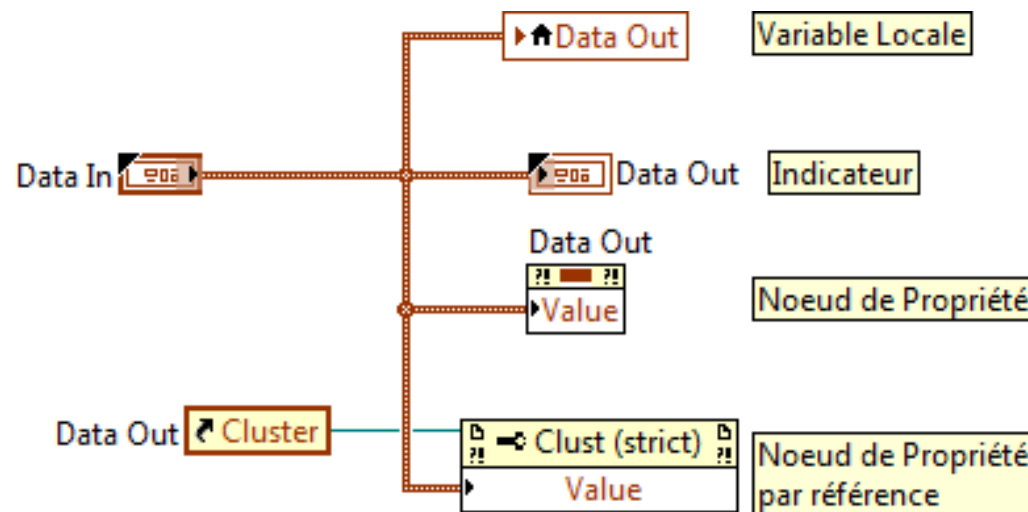 Data Out
Variable Locale
Data In
Data Out
Indicateur
Data Out
?! ?!
Value
Noeud de Propriété
Data Out
Cluster
?! Clust (strict) ?!
Value
Noeud de Propriété
par référence